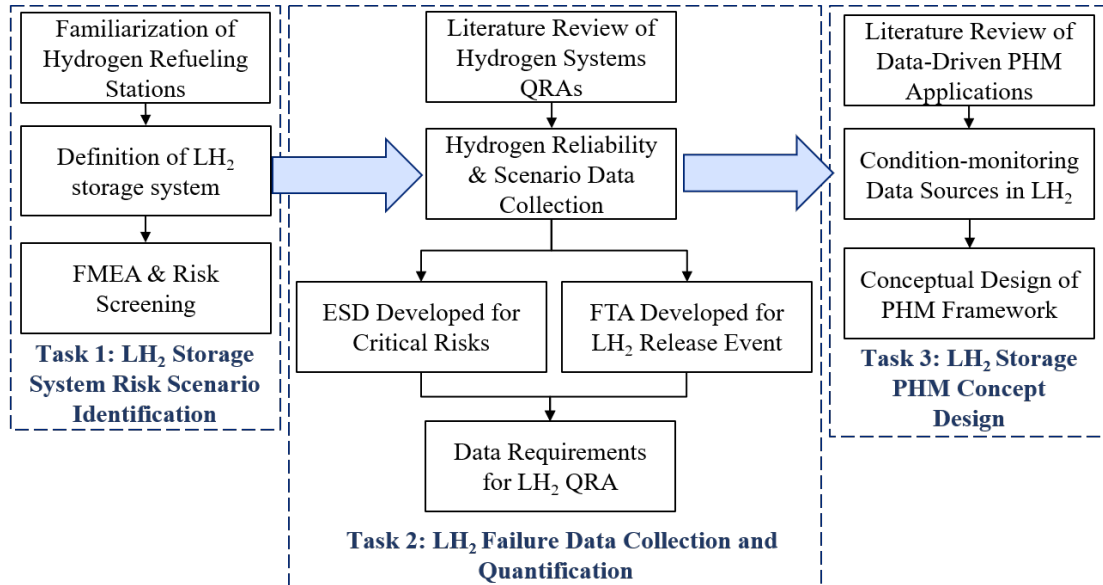 Familiarization of
Hydrogen Refueling
Stations
Definition of LH₂
storage system
FMEA & Risk
Screening
Task 1: LH₂ Storage
System Risk Scenario
Identification
Literature Review of
Hydrogen Systems
QRAs
Hydrogen Reliability
& Scenario Data
Collection
ESD Developed for
Critical Risks
FTA Developed for
LH₂ Release Event
Data Requirements
for LH₂ QRA
Task 2: LH₂ Failure Data Collection and
Quantification
Literature Review of
Data-Driven PHM
Applications
Condition-monitoring
Data Sources in LH₂
Conceptual Design of
PHM Framework
Task 3: LH₂ Storage
PHM Concept
Design